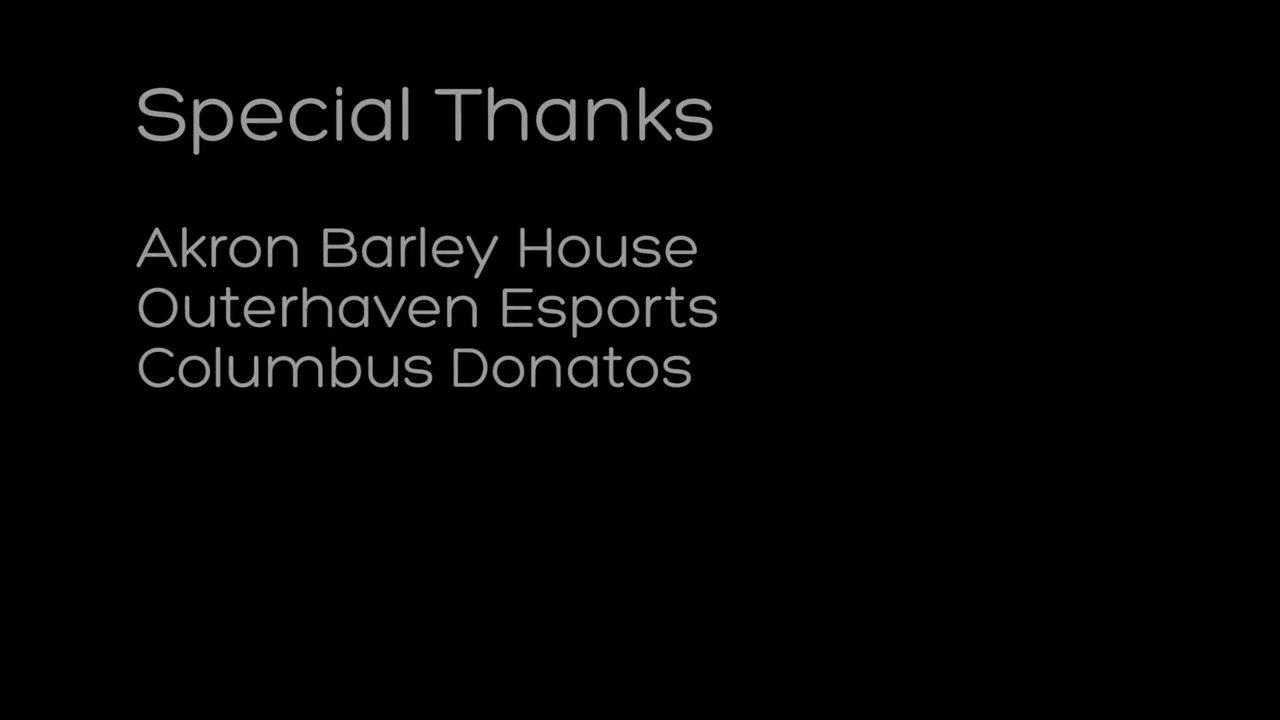 Special Thanks
Akron Barley House
Outerhaven Esports
Columbus Donatos